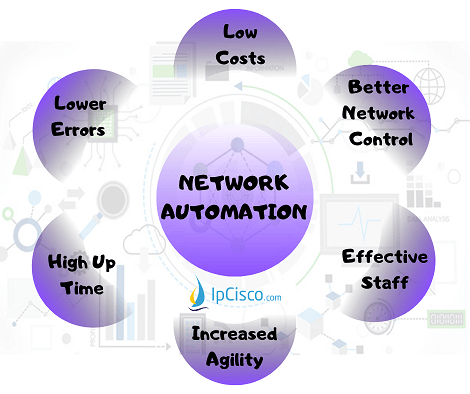 Low
Costs
Better
Network
Control
Effective
Staff
Increased
Agility
High Up
Time
Lower
Errors
NETWORK
AUTOMATION
IpCisco.com